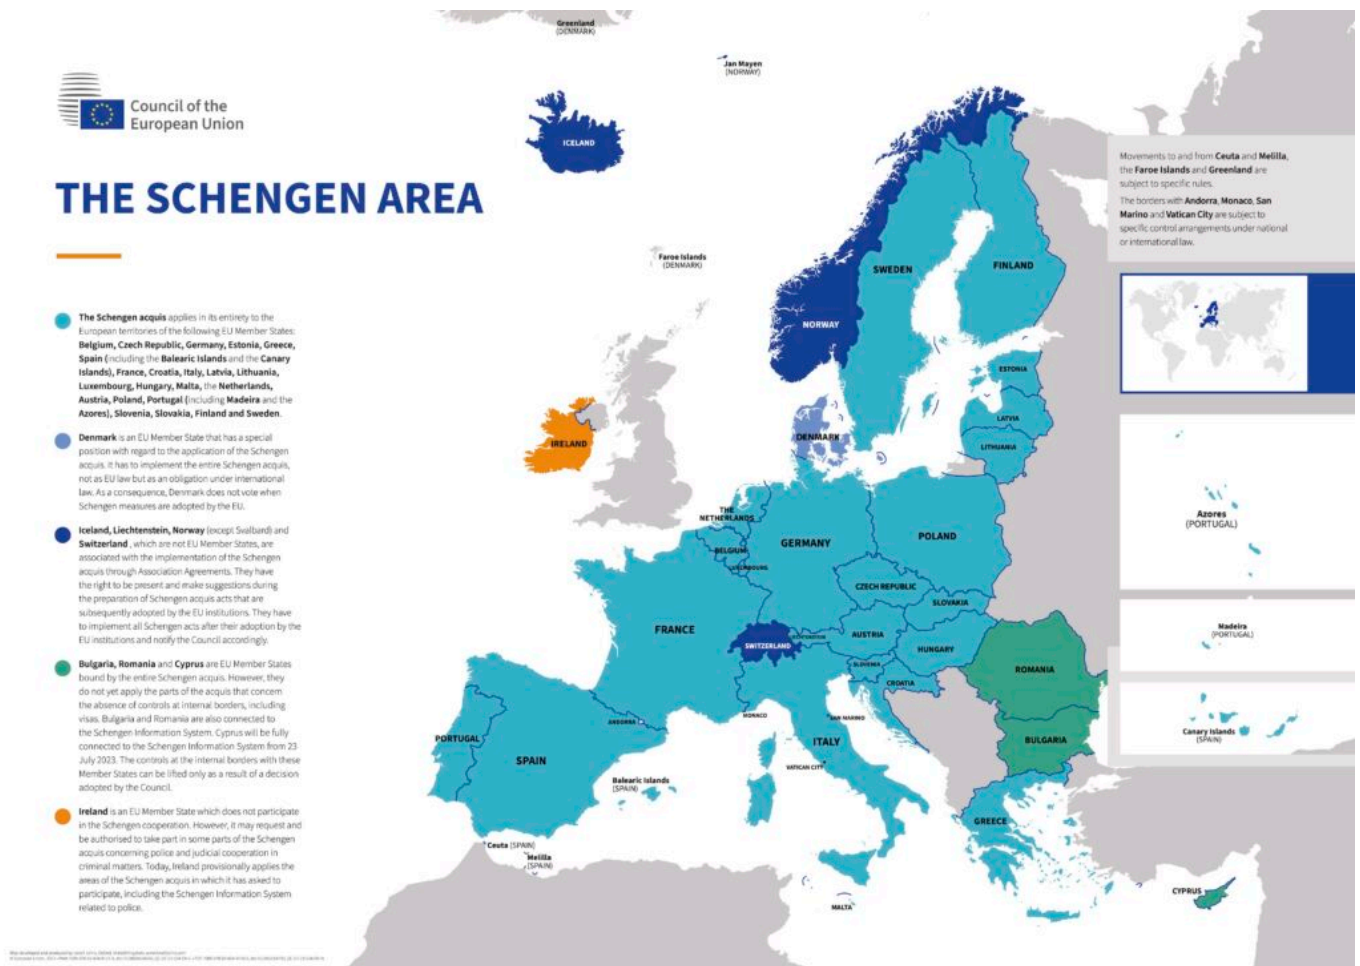 Council of the
European Union
THE SCHENGEN AREA
The Schengen acquis applies in its entirety to the
European territories of the following EU Member States:
Belgium, Czech Republic, Germany, Estonia, Greece,
Spain (including the Balearic Islands and the Canary
Islands), France, Croatia, Italy, Latvia, Lithuania,
Luxembourg, Hungary, Malta, the Netherlands,
Austria, Poland, Portugal (including Madeira and the
Azores), Slovenia, Slovakia, Finland and Sweden.
Denmark is an EU Member State that has a special
position with regard to the application of the Schengen
acquis. It has to implement the entire Schengen acquis,
not as EU law but as an obligation under international
law. As a consequence, Denmark does not vote when
Schengen measures are adopted by the EU.
Iceland, Liechtenstein, Norway (except Svalbard) and
Switzerland , which are not EU Member States, are
associated with the implementation of the Schengen
acquis through Association Agreements. They have
the right to be present and make suggestions during
the preparation of Schengen acquis acts that are
subsequently adopted by the EU institutions. They have
to implement all Schengen acts after their adoption by the
EU institutions and notify the Council accordingly.
Bulgaria, Romania and Cyprus are EU Member States
bound by the entire Schengen acquis. However, they
do not yet apply the parts of the acquis that concern
the absence of controls at internal borders, including
visas. Bulgaria and Romania are also connected to
the Schengen Information System. Cyprus will be fully
connected to the Schengen Information System from 23
July 2023. The controls at the internal borders with these
Member States can be lifted only as a result of a decision
adopted by the Council.
Ireland is an EU Member State which does not participate
in the Schengen cooperation. However, it may request and
be authorised to take part in some parts of the Schengen
acquis concerning police and judicial cooperation in
criminal matters. Today, Ireland provisionally applies the
areas of the Schengen acquis in which it has asked to
participate, including the Schengen Information System
related to police.
Greenland
(DENMARK)
Jan Mayen
(NORWAY)
ICELAND
Faroe Islands
(DENMARK)
SWEDEN
FINLAND
NORWAY
ESTONIA
LATVIA
LITHUANIA
DENMARK
IRELAND
THE
NETHERLANDS
BELGIUM
LUXEMBOURG
GERMANY
POLAND
CZECH REPUBLIC
SLOVAKIA
FRANCE
SWITZERLAND
LIECHTENSTEIN
AUSTRIA
HUNGARY
SLOVENIA
CROATIA
ROMANIA
BULGARIA
MONACO
SAN MARINO
ANDORRA
PORTUGAL
SPAIN
ITALY
VATICAN CITY
Balearic Islands
(SPAIN)
GREECE
Ceuta (SPAIN)
Melilla
(SPAIN)
MALTA
CYPRUS
Movements to and from Ceuta and Melilla,
the Faroe Islands and Greenland are
subject to specific rules.
The borders with Andorra, Monaco, San
Marino and Vatican City are subject to
specific control arrangements under national
or international law.
Azores
(PORTUGAL)
Madeira
(PORTUGAL)
Canary Islands
(SPAIN)